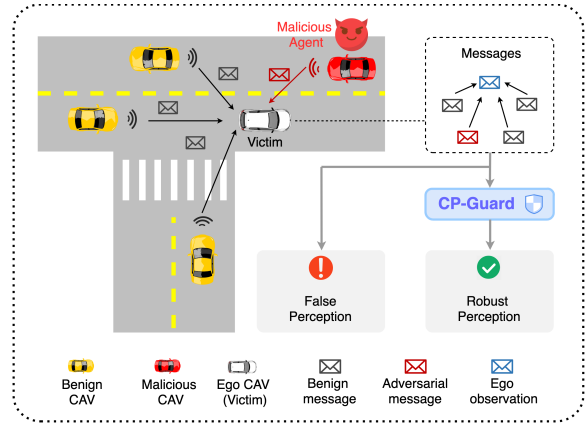 Malicious
Agent
Messages
Victim
CP-Guard
False
Perception
Robust
Perception
Benign
CAV
Malicious
CAV
Ego CAV
(Victim)
Benign
message
Adversarial
message
Ego
observation